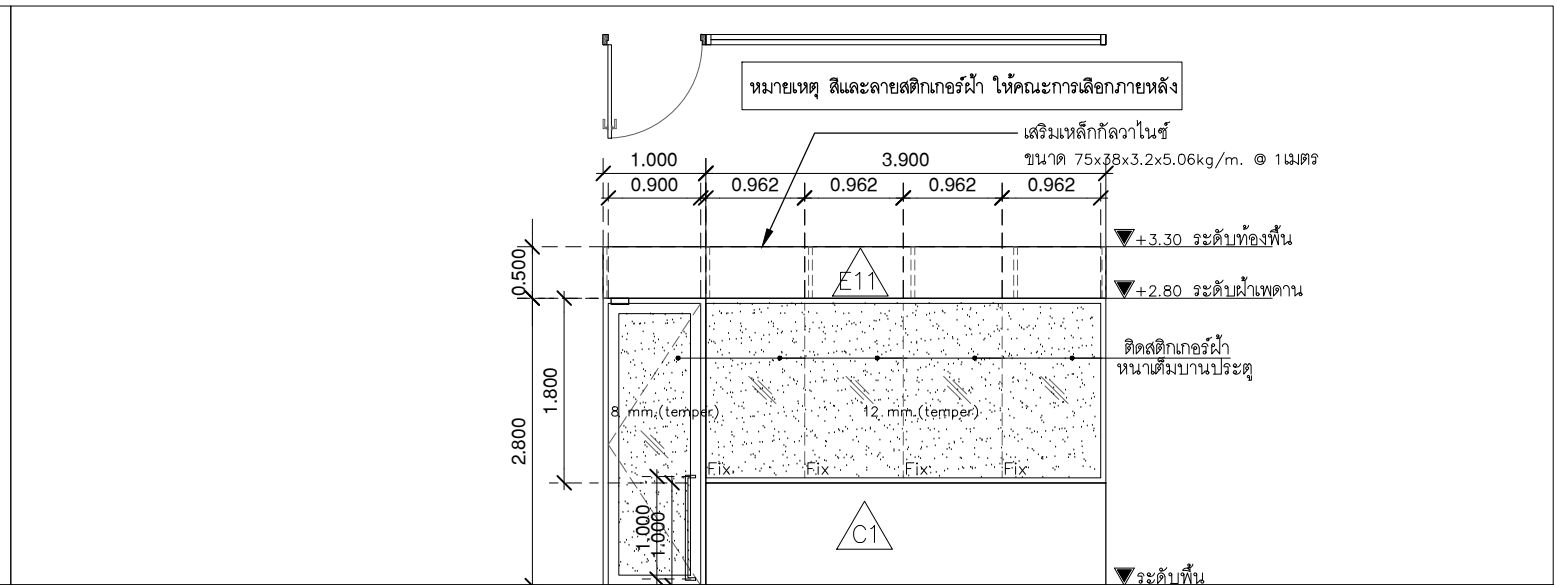 หมายเหตุ สีและลายสติกเกอร์ฝ้า ให้คณะการเลือกภายหลัง
เสริมเหล็กกัลวาไนซ์
ขนาด 75x38x3.2x5.06kg/m. @ 1เมตร
1.000
3.900
0.900
0.962
0.962
0.962
0.962
+3.30 ระดับท้องพื้น
0.500
E11
+2.80 ระดับฝ้าเพดาน
ติดสติกเกอร์ฝ้า
หนาเต็มบานประตู
1.800
8 mm.(temper)
12 mm.(temper)
2.800
Fix
Fix
Fix
Fix
1.000
1.000
C1
ระดับพื้น